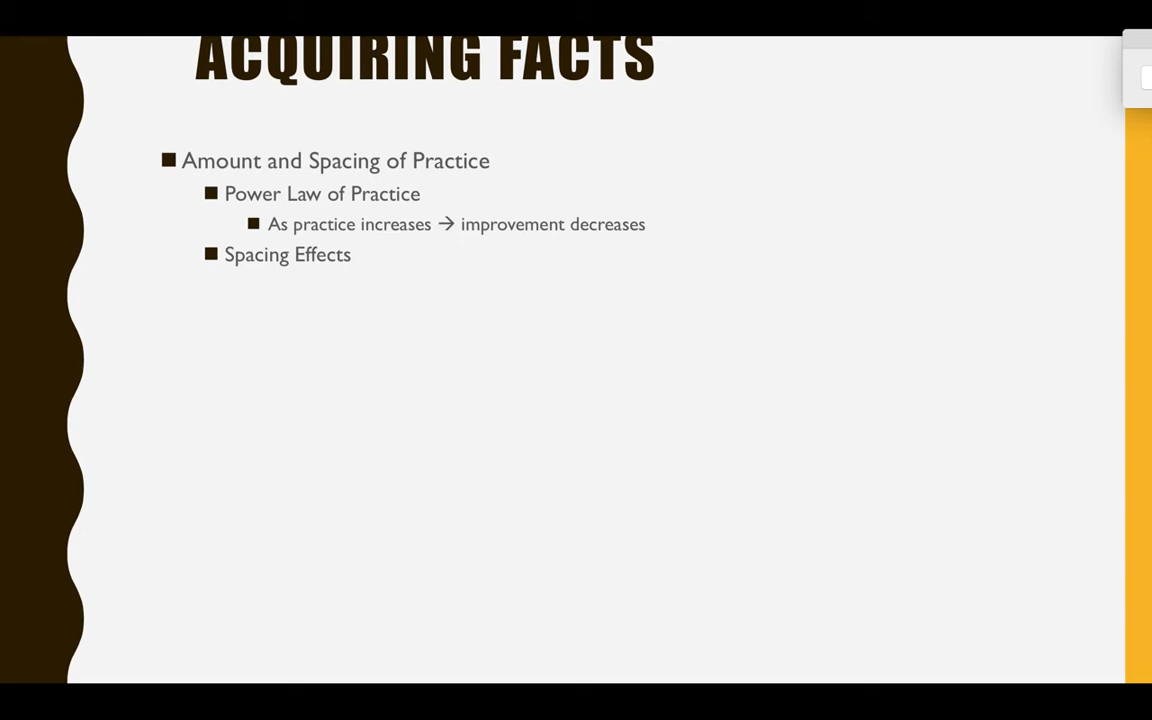 ACQUIRING FACTS
Amount and Spacing of Practice
Power Law of Practice
As practice increases → improvement decreases
Spacing Effects